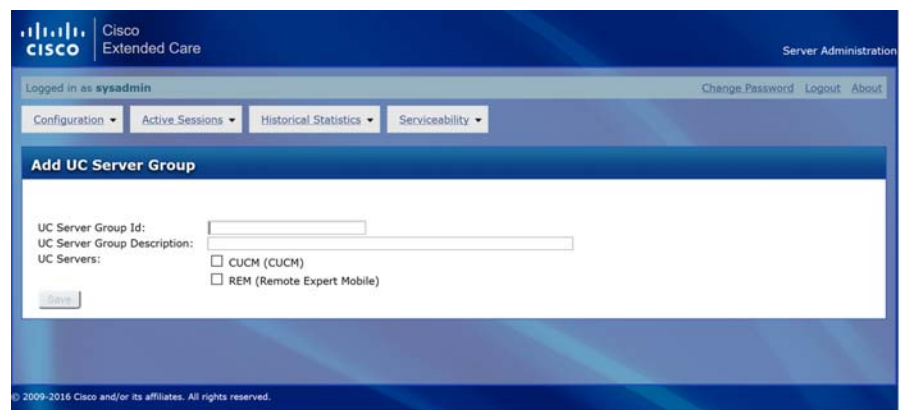 Cisco
CISCO
Extended Care
Server Administration
Logged in as sysadmin
Change Password Logout About
Configuration Active Sessions Historical Statistics Serviceability
Add UC Server Group
UC Server Group Id:
UC Server Group Description:
UC Servers:
CUCM (CUCM)
REM (Remote Expert Mobile)
Save
© 2009-2016 Cisco and/or its affiliates. All rights reserved.